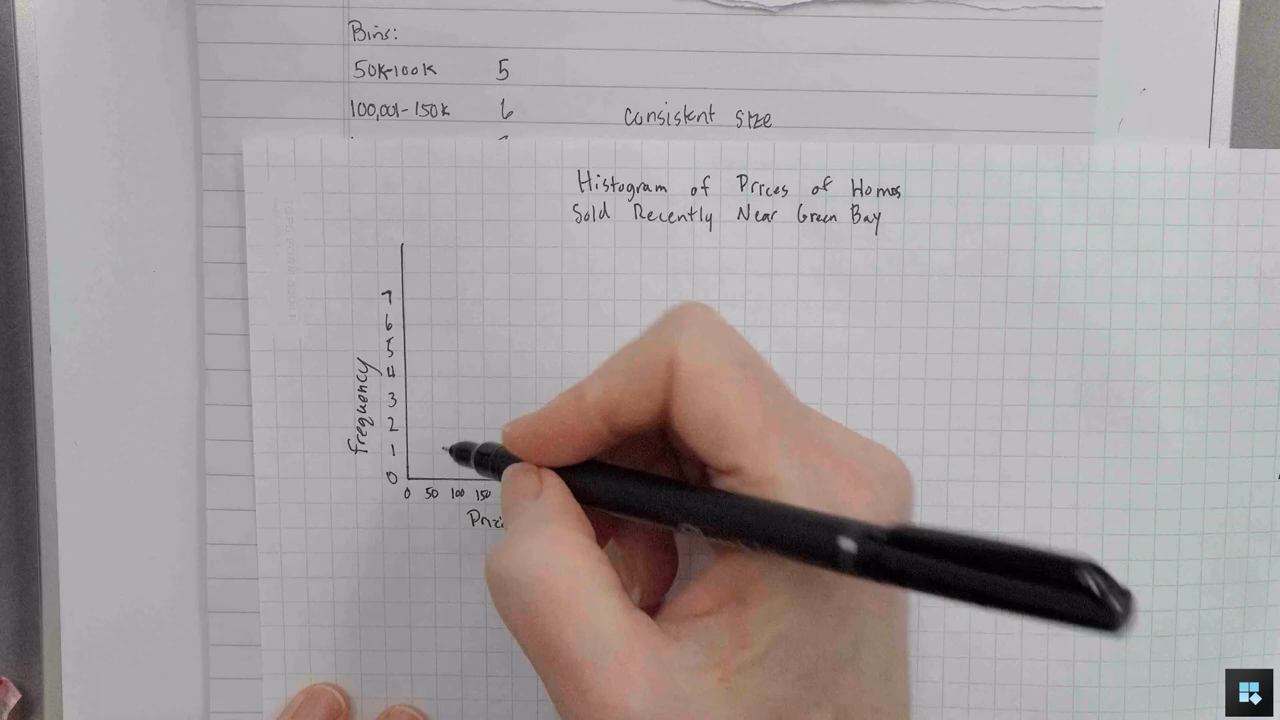 Bins:
50K-100K 5
100,001-150K 6
consistent size
Histogram of Prices of Homes
Sold Recently Near Green Bay
Frequency
7
6
5
4
3
2
1
0
0 50 100 150